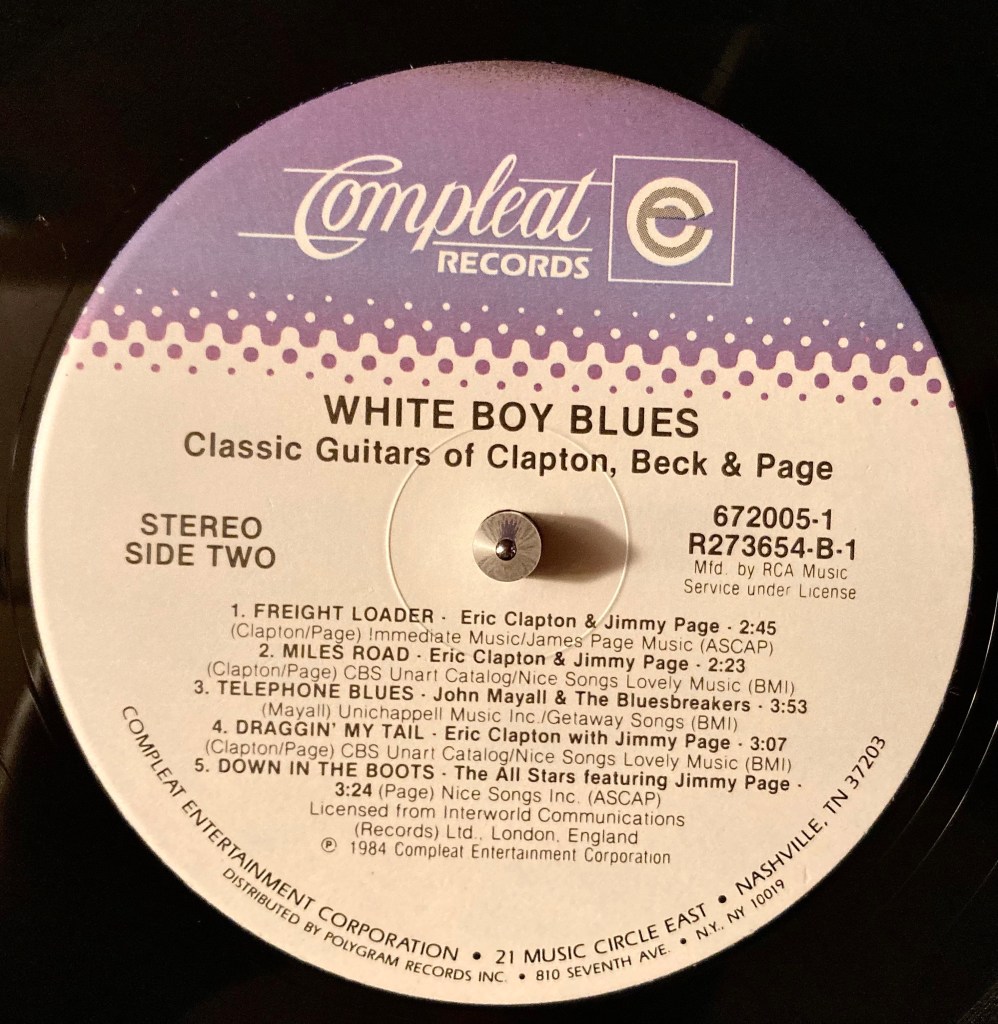 Compleat
RECORDS
WHITE BOY BLUES
Classic Guitars of Clapton, Beck & Page
STEREO
SIDE TWO
672005-1
R273654-B-1
Mfd. by RCA Music
Service under License
1. FREIGHT LOADER · Eric Clapton & Jimmy Page · 2:45
(Clapton/Page) Immediate Music/James Page Music (ASCAP)
2. MILES ROAD · Eric Clapton & Jimmy Page · 2:23
(Clapton/Page) CBS Unart Catalog/Nice Songs Lovely Music (BMI)
3. TELEPHONE BLUES · John Mayall & The Bluesbreakers · 3:53
(Mayall) Unichappell Music Inc./Getaway Songs (BMI)
4. DRAGGIN' MY TAIL · Eric Clapton with Jimmy Page · 3:07
(Clapton/Page) CBS Unart Catalog/Nice Songs Lovely Music (BMI)
5. DOWN IN THE BOOTS · The All Stars featuring Jimmy Page ·
3:24 (Page) Nice Songs Inc. (ASCAP)
Licensed from Interworld Communications
(Records) Ltd., London, England
℗ 1984 Compleat Entertainment Corporation
COMPLEAT ENTERTAINMENT CORPORATION • 21 MUSIC CIRCLE EAST • NASHVILLE, TN 37203
DISTRIBUTED BY POLYGRAM RECORDS INC. • 810 SEVENTH AVE. • N.Y., NY 10019